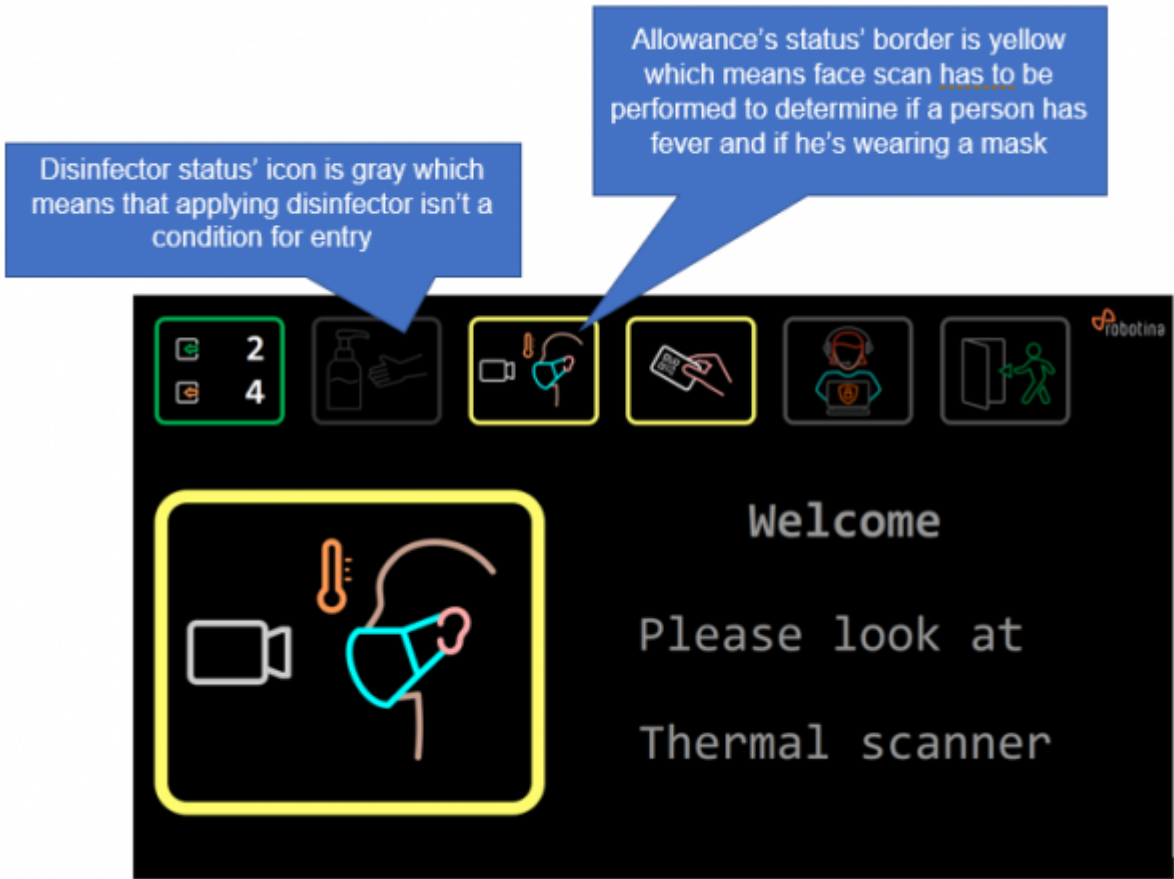 Allowance's status' border is yellow
which means face scan has to be
performed to determine if a person has
fever and if he's wearing a mask
Disinfector status' icon is gray which
means that applying disinfector isn't a
condition for entry
2
4
robotina
Welcome
Please look at
Thermal scanner